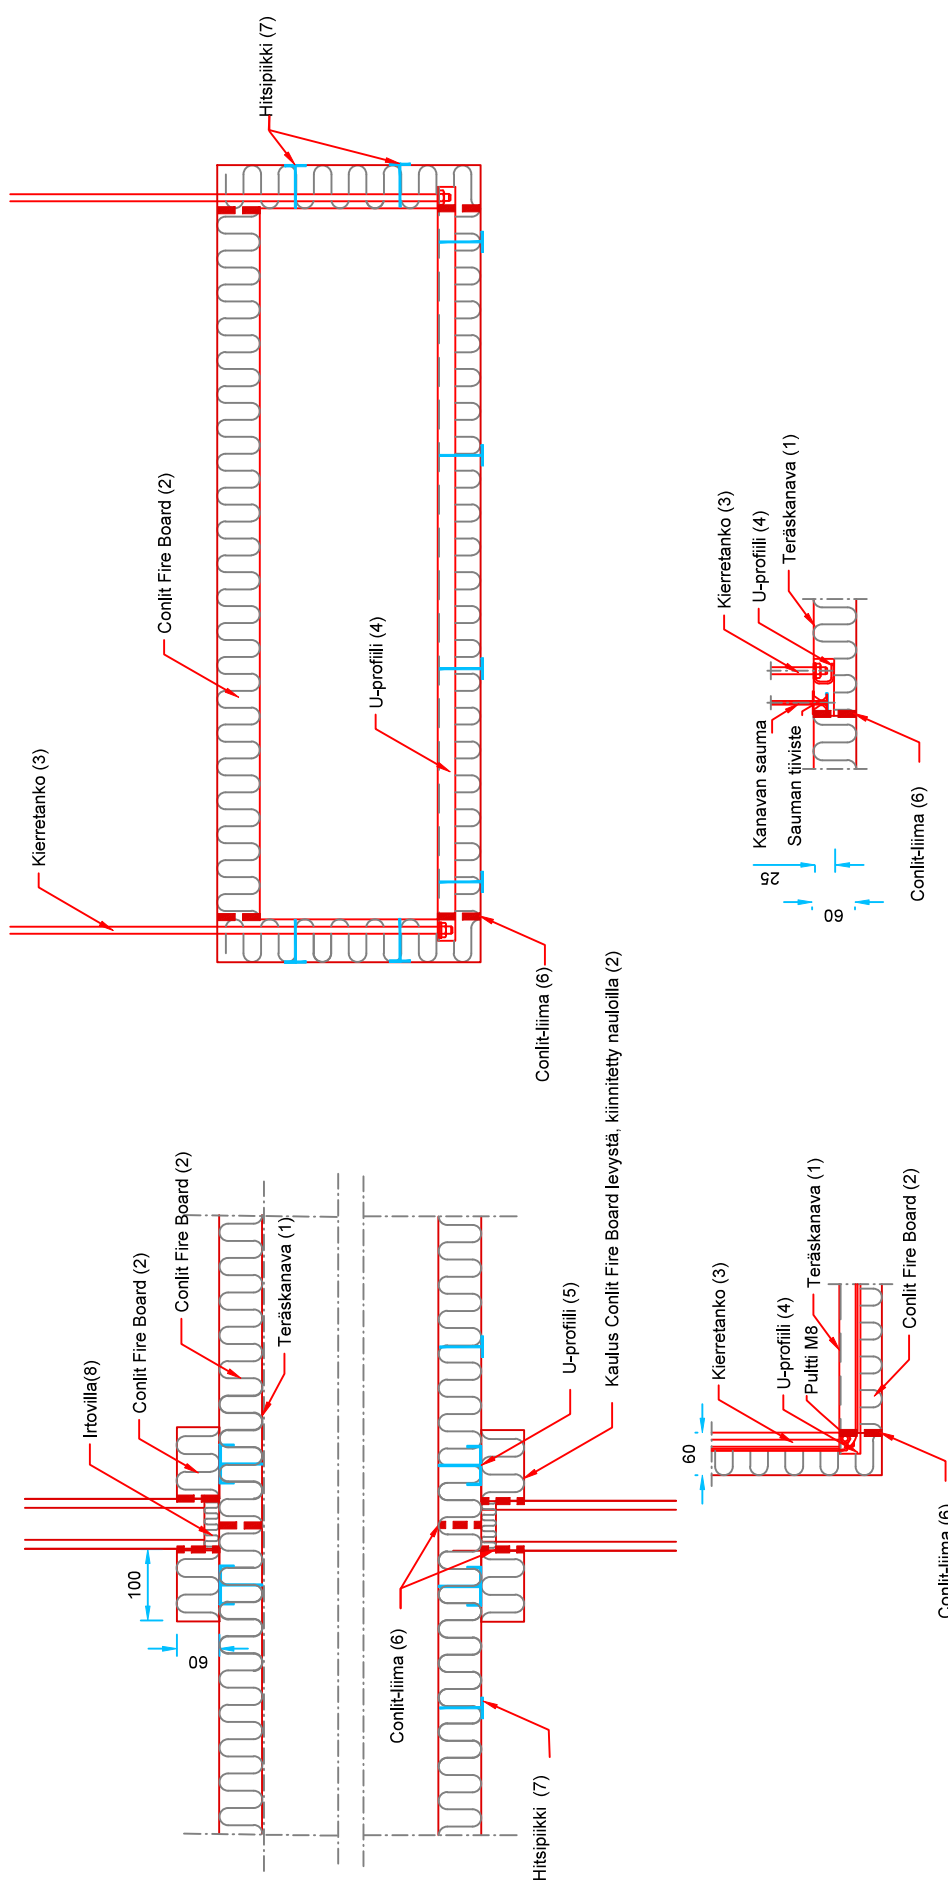 Hitsipiikki (7)
Conlit Fire Board (2)
U-profiili (4)
Kierretanko (3)
Conlit-liima (6)
Kierretanko (3)
U-profiili (4)
Teräskanava (1)
Kanavan sauma
Sauman tiiviste
Conlit-liima (6)
25
60
Irtovilla(8)
Conlit Fire Board (2)
Conlit Fire Board (2)
Teräskanava (1)
U-profiili (5)
Kaulus Conlit Fire Board levystä, kiinnitetty nauloilla (2)
100
60
Conlit-liima (6)
Hitsipiikki (7)
Kierretanko (3)
U-profiili (4)
Pultti M8
Teräskanava (1)
Conlit Fire Board (2)
60
Conlit-liima (6)